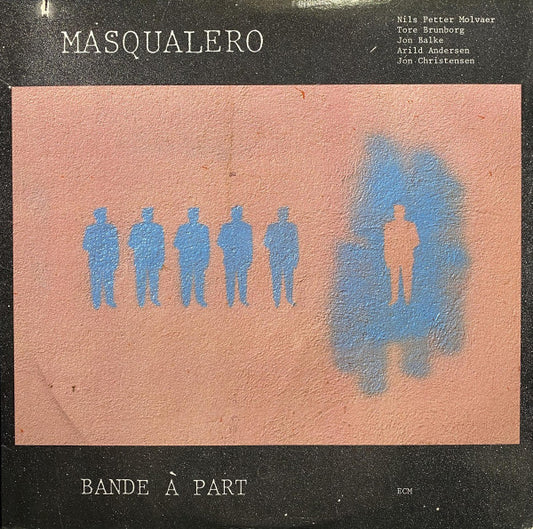 MASQUALERO
Nils Petter Molvaer
Tore Brunborg
Jon Balke
Arild Andersen
Jon Christensen
BANDE À PART
ECM